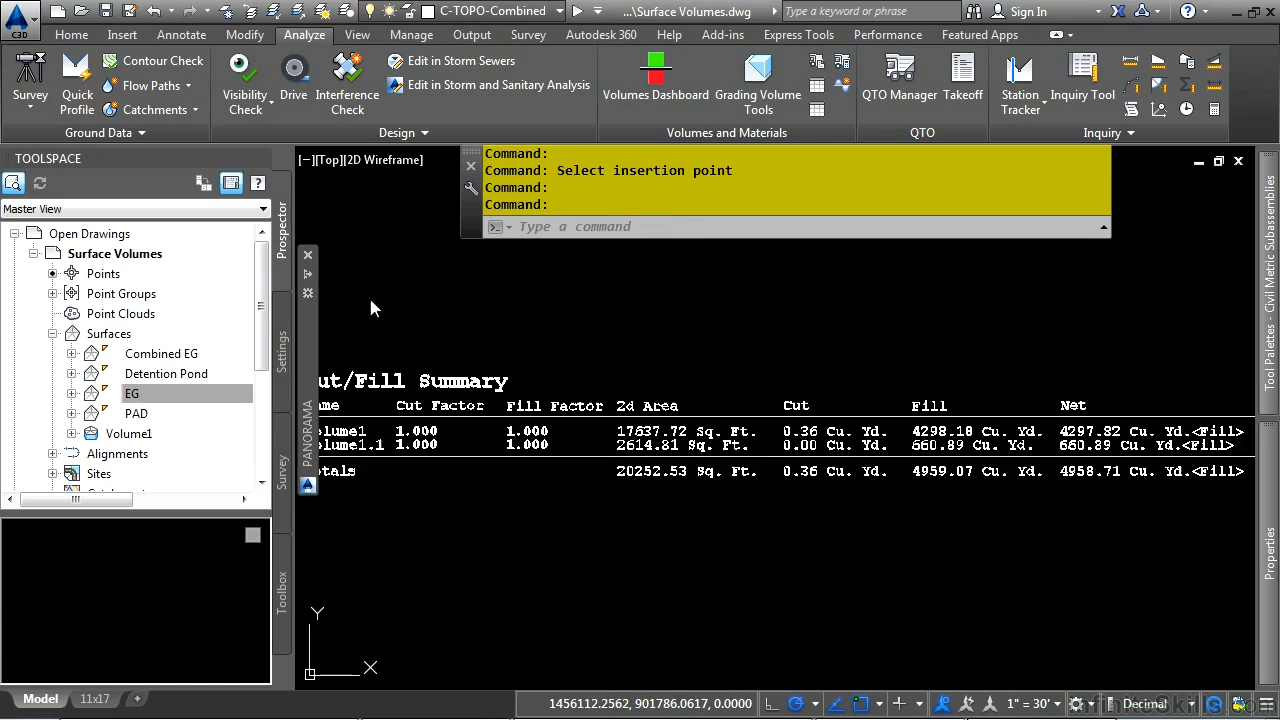 C3D
C-TOPO-Combined
...\Surface Volumes.dwg
Type a keyword or phrase
Sign In
Home Insert Annotate Modify Analyze View Manage Output Survey Autodesk 360 Help Add-ins Express Tools Performance Featured Apps
Survey
Quick Profile
Contour Check
Flow Paths
Catchments
Visibility Check
Drive
Interference Check
Edit in Storm Sewers
Edit in Storm and Sanitary Analysis
Volumes Dashboard
Grading Volume Tools
QTO Manager
Takeoff
Station Tracker
Inquiry Tool
Ground Data
Design
Volumes and Materials
QTO
Inquiry
TOOLSPACE
Master View
Open Drawings
Surface Volumes
Points
Point Groups
Point Clouds
Surfaces
Combined EG
Detention Pond
EG
PAD
Volume1
Alignments
Sites
Prospector
Settings
Survey
Toolbox
[−][Top][2D Wireframe]
Command:
Command: Select insertion point
Command:
Command:
Type a command
PANORAMA
ut/Fill Summary
ame Cut Factor Fill Factor 2d Area Cut Fill Net
olume1 1.000 1.000 17637.72 Sq. Ft. 0.36 Cu. Yd. 4298.18 Cu. Yd. 4297.82 Cu. Yd.<Fill>
olume1.1 1.000 1.000 2614.81 Sq. Ft. 0.00 Cu. Yd. 660.89 Cu. Yd. 660.89 Cu. Yd.<Fill>
otals 20252.53 Sq. Ft. 0.36 Cu. Yd. 4959.07 Cu. Yd. 4958.71 Cu. Yd.<Fill>
Y
X
Tool Palettes - Civil Metric Subassemblies
Properties
Model
11x17
1456112.2562, 901786.0617, 0.0000
1" = 30'
Decimal
InfiniteSkills.com